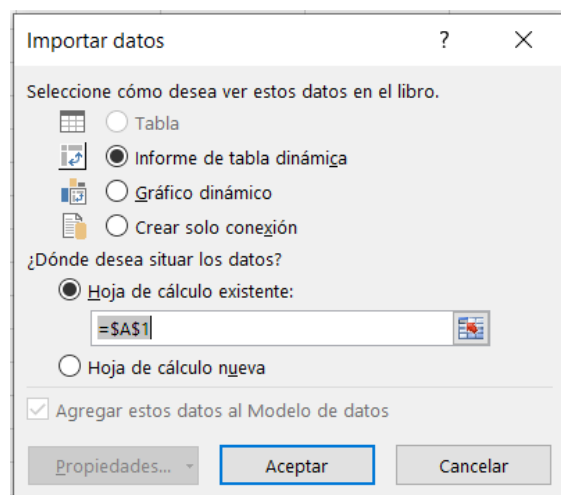 Importar datos ? ×
Seleccione cómo desea ver estos datos en el libro.
Tabla
Informe de tabla dinámica
Gráfico dinámico
Crear solo conexión
¿Dónde desea situar los datos?
Hoja de cálculo existente:
=$A$1
Hoja de cálculo nueva
Agregar estos datos al Modelo de datos
Propiedades... Aceptar Cancelar